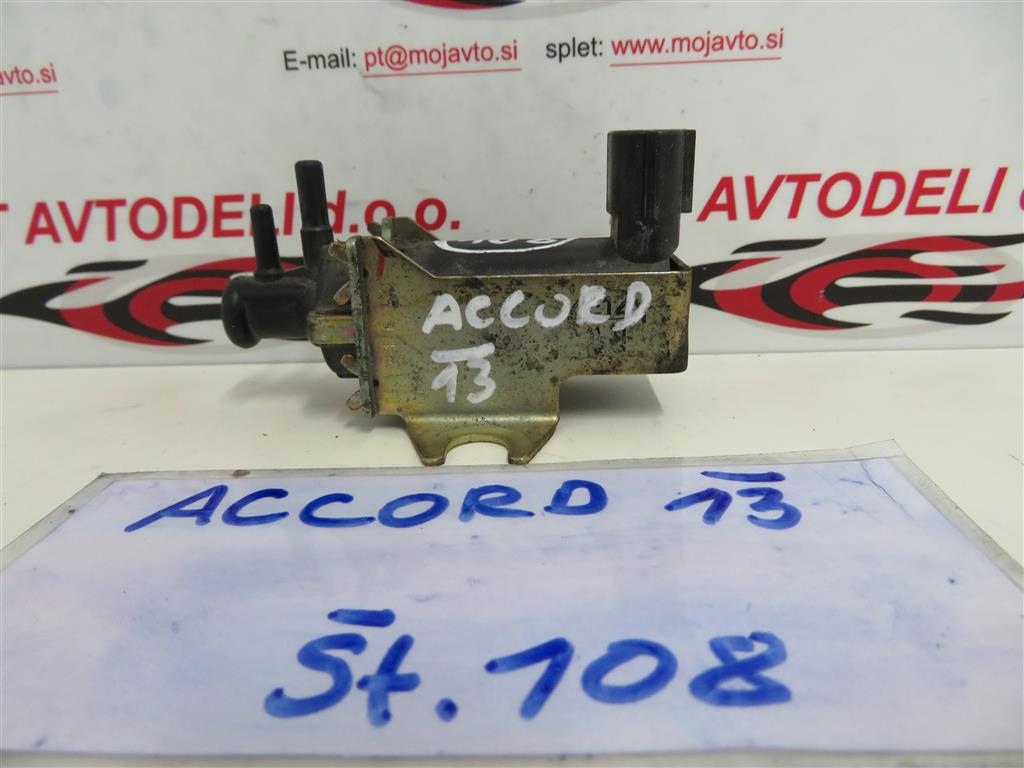 E-mail: pt@mojavto.si splet: www.mojavto.si
avto.si
T AVTODELI d.o.o.
AVTODELI d
ACCORD
13
ACCORD 13
Št. 108